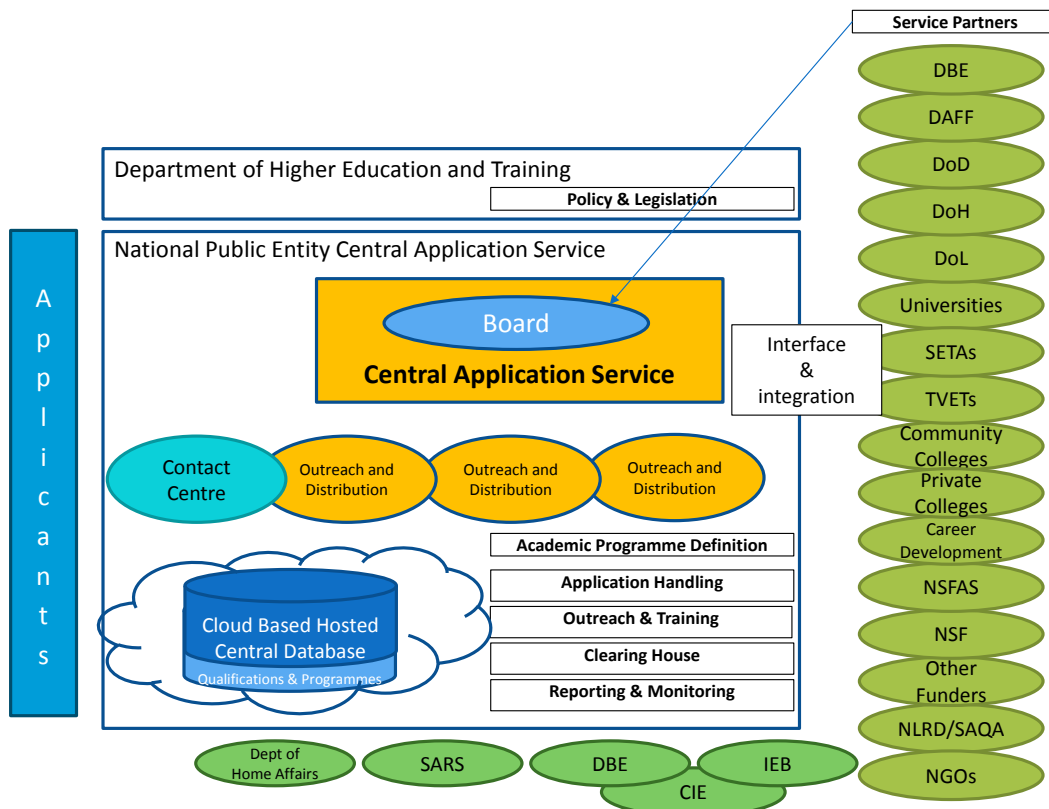 Service Partners
DBE
DAFF
DoD
DoH
DoL
Universities
SETAs
TVETs
Community
Colleges
Private
Colleges
Career
Development
NSFAS
NSF
Other
Funders
NLRD/SAQA
NGOs
Department of Higher Education and Training
Policy & Legislation
Applicants
National Public Entity Central Application Service
Board
Central Application Service
Interface
&
integration
Contact
Centre
Outreach and
Distribution
Outreach and
Distribution
Outreach and
Distribution
Academic Programme Definition
Application Handling
Outreach & Training
Clearing House
Reporting & Monitoring
Cloud Based Hosted
Central Database
Qualifications & Programmes
Dept of
Home Affairs
SARS
DBE
IEB
CIE